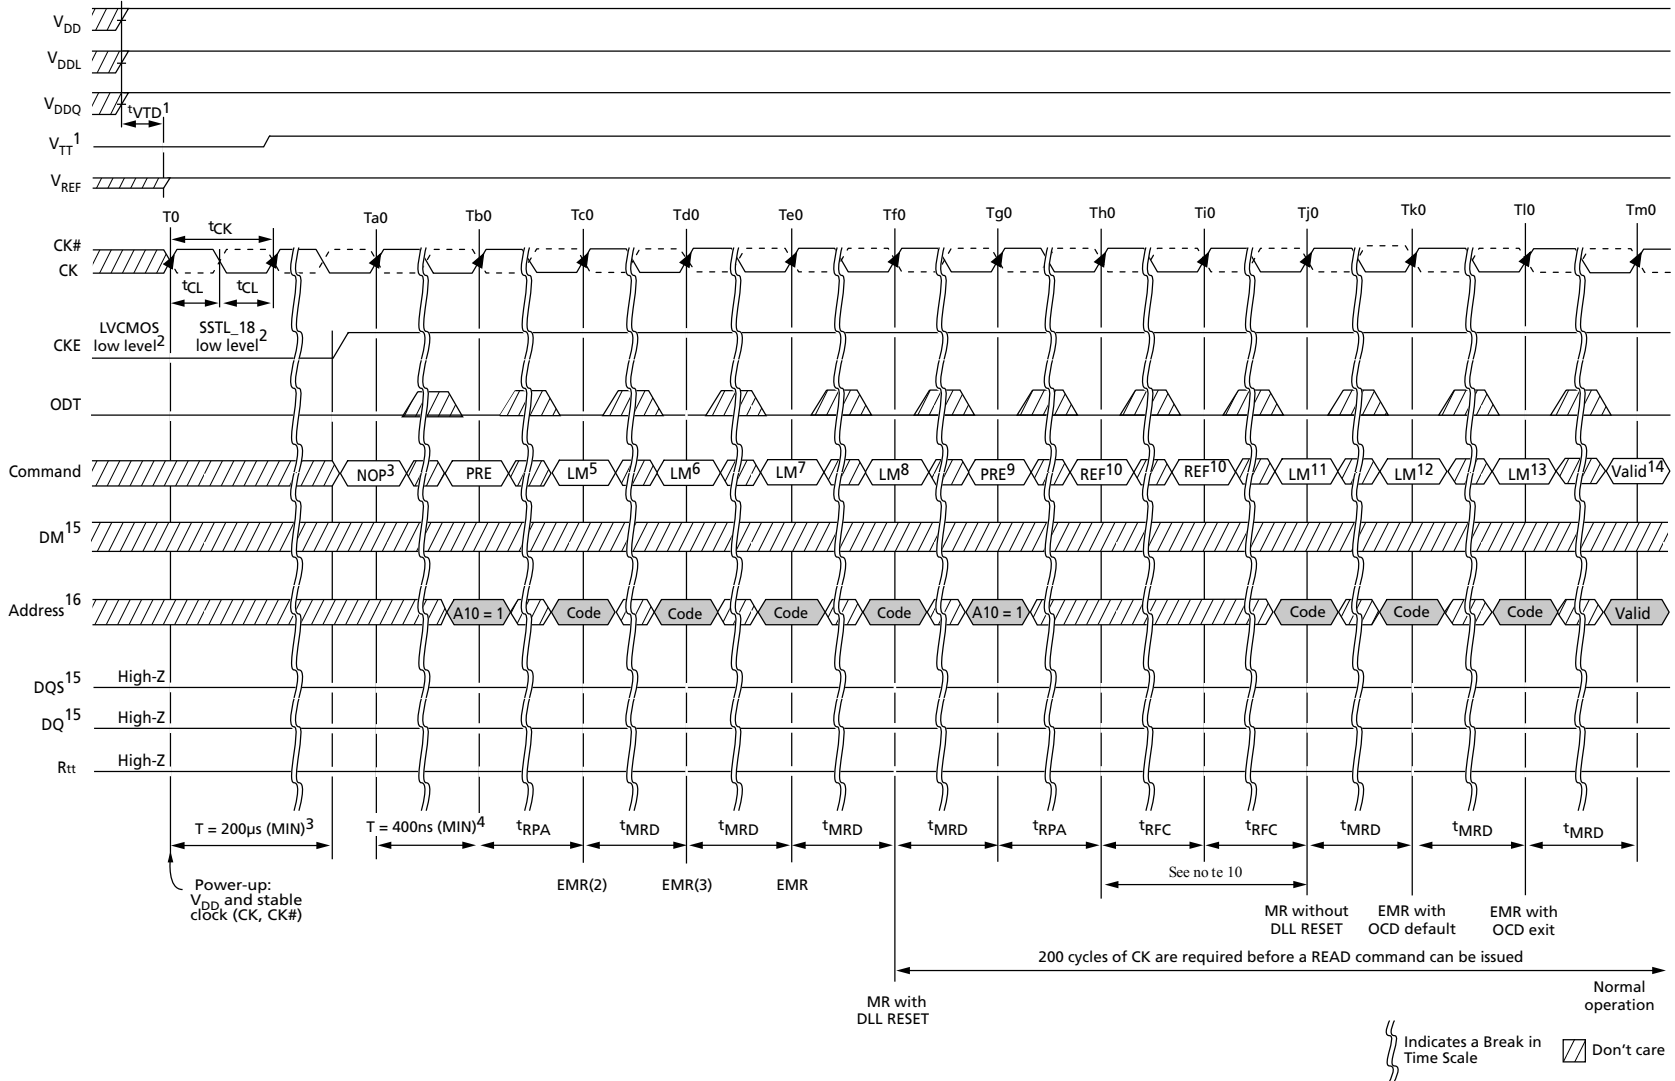 VDD
VDDL
VDDQ
tVTD1
VTT1
VREF
T0 Ta0 Tb0 Tc0 Td0 Te0 Tf0 Tg0 Th0 Ti0 Tj0 Tk0 Tl0 Tm0
tCK
CK#
CK
tCL tCL
LVCMOS low level2
SSTL_18 low level2
CKE
ODT
Command NOP3 PRE LM5 LM6 LM7 LM8 PRE9 REF10 REF10 LM11 LM12 LM13 Valid14
DM15
Address16 A10 = 1 Code Code Code Code A10 = 1 Code Code Code Valid
DQS15 High-Z
DQ15 High-Z
Rtt High-Z
T = 200µs (MIN)3 T = 400ns (MIN)4 tRPA tMRD tMRD tMRD tMRD tRPA tRFC tRFC tMRD tMRD tMRD
See note 10
Power-up:
VDD and stable
clock (CK, CK#)
EMR(2) EMR(3) EMR
MR without
DLL RESET
EMR with
OCD default
EMR with
OCD exit
200 cycles of CK are required before a READ command can be issued
MR with
DLL RESET
Normal
operation
Indicates a Break in
Time Scale
Don't care